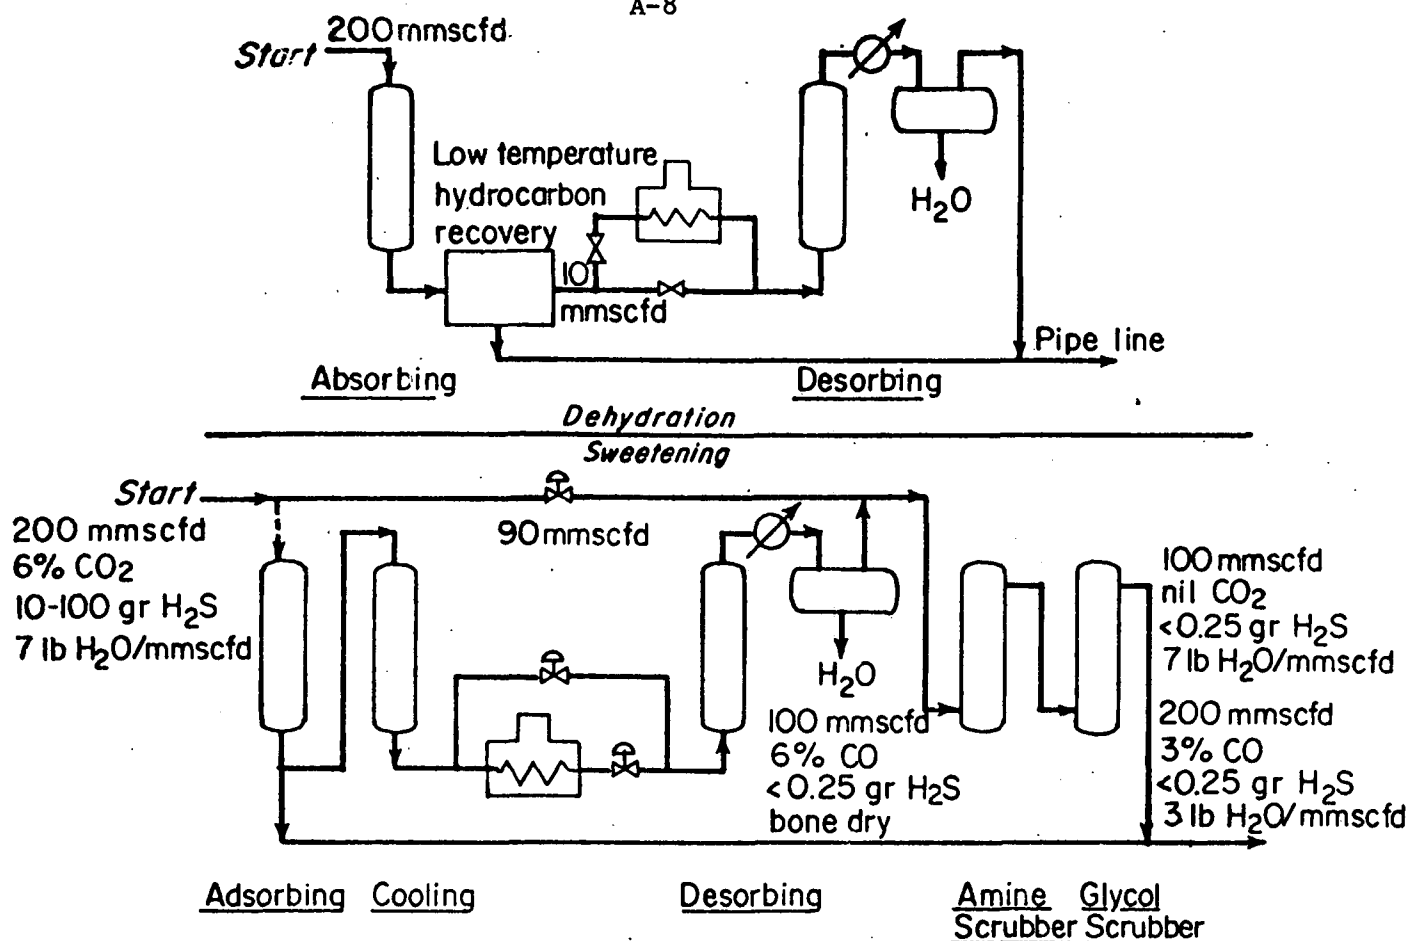 A-8
200 mmscfd
Start
Low temperature
hydrocarbon
recovery
10
mmscfd
H2O
Pipe line
Absorbing
Desorbing
Dehydration
Sweetening
Start
200 mmscfd
6% CO2
10-100 gr H2S
7 lb H2O/mmscfd
90 mmscfd
H2O
100 mmscfd
6% CO
<0.25 gr H2S
bone dry
100 mmscfd
nil CO2
<0.25 gr H2S
7 lb H2O/mmscfd
200 mmscfd
3% CO
<0.25 gr H2S
3 lb H2O/mmscfd
Adsorbing
Cooling
Desorbing
Amine
Scrubber
Glycol
Scrubber